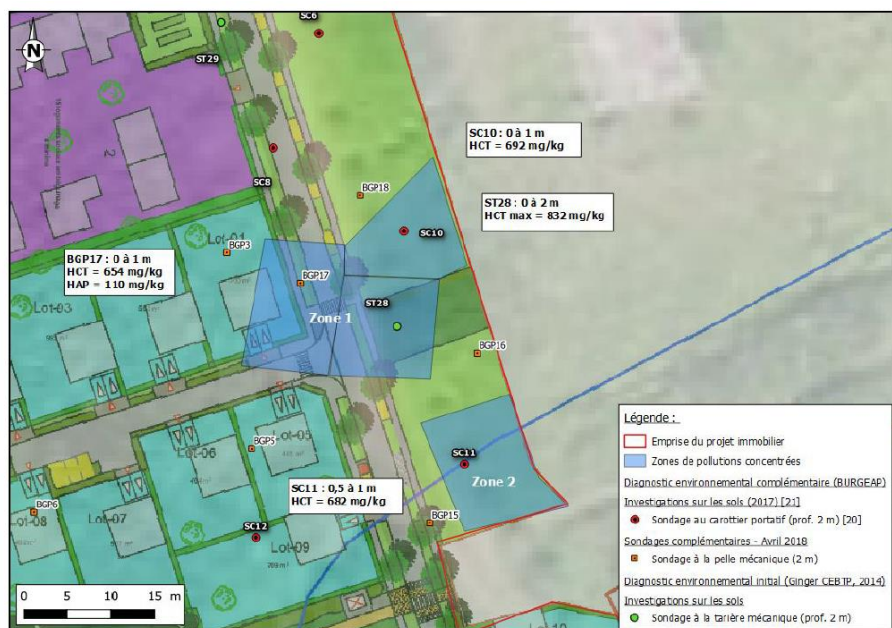 N
SC6
ST29
SC10 : 0 à 1 m
HCT = 692 mg/kg
SC8
BGP18
ST28 : 0 à 2 m
HCT max = 832 mg/kg
SC10
BGP3
BGP17 : 0 à 1 m
HCT = 654 mg/kg
HAP = 110 mg/kg
Lot-01
BGP17
Lot-03
ST28
Zone 1
BGP16
Légende :
Emprise du projet immobilier
Zones de pollutions concentrées
Diagnostic environnemental complémentaire (BURGEAP)
Investigations sur les sols (2017) [21]
Sondage au carottier portatif (prof. 2 m) [20]
Sondages complémentaires - Avril 2018
Sondage à la pelle mécanique (2 m)
Diagnostic environnemental initial (Ginger CEBTP, 2014)
Investigations sur les sols
Sondage à la tarière mécanique (prof. 2 m)
BGP5
Lot-05
Lot-06
SC11
Zone 2
SC11 : 0,5 à 1 m
HCT = 682 mg/kg
BGP6
Lot-08
Lot-07
BGP15
SC12
Lot-09
0 5 10 15 m